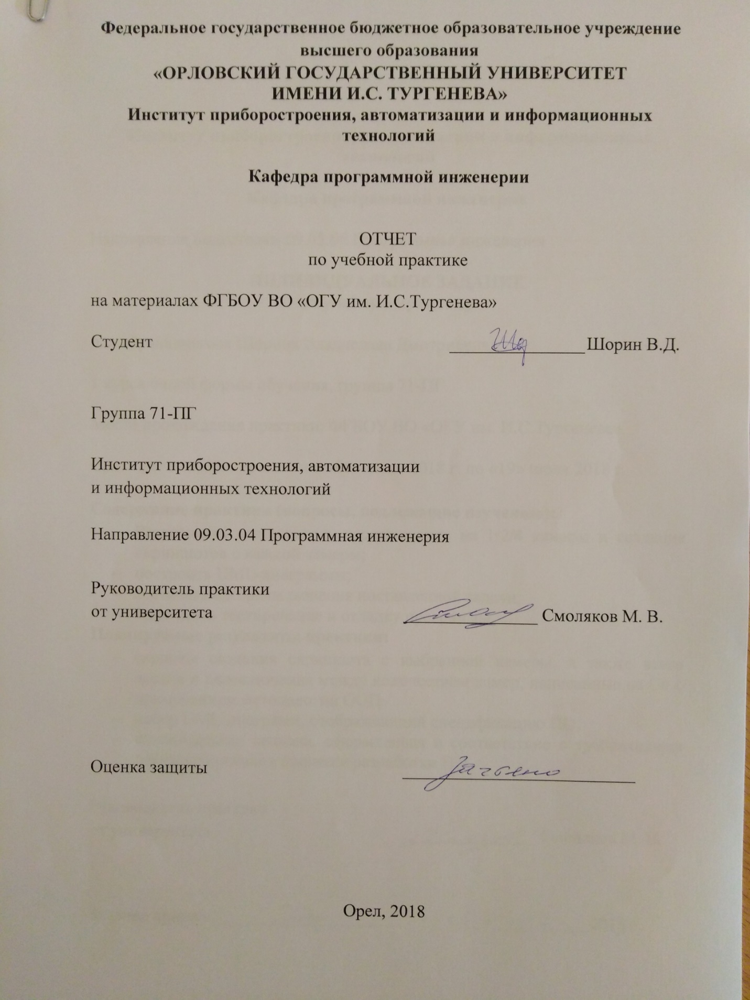 Федеральное государственное бюджетное образовательное учреждение
высшего образования
«ОРЛОВСКИЙ ГОСУДАРСТВЕННЫЙ УНИВЕРСИТЕТ
ИМЕНИ И.С. ТУРГЕНЕВА»
Институт приборостроения, автоматизации и информационных
технологий
Кафедра программной инженерии
ОТЧЕТ
по учебной практике
на материалах ФГБОУ ВО «ОГУ им. И.С.Тургенева»
Студент Шорин В.Д.
Группа 71-ПГ
Институт приборостроения, автоматизации
и информационных технологий
Направление 09.03.04 Программная инженерия
Руководитель практики
от университета Смоляков М. В.
Оценка защиты зачтено
Орел, 2018